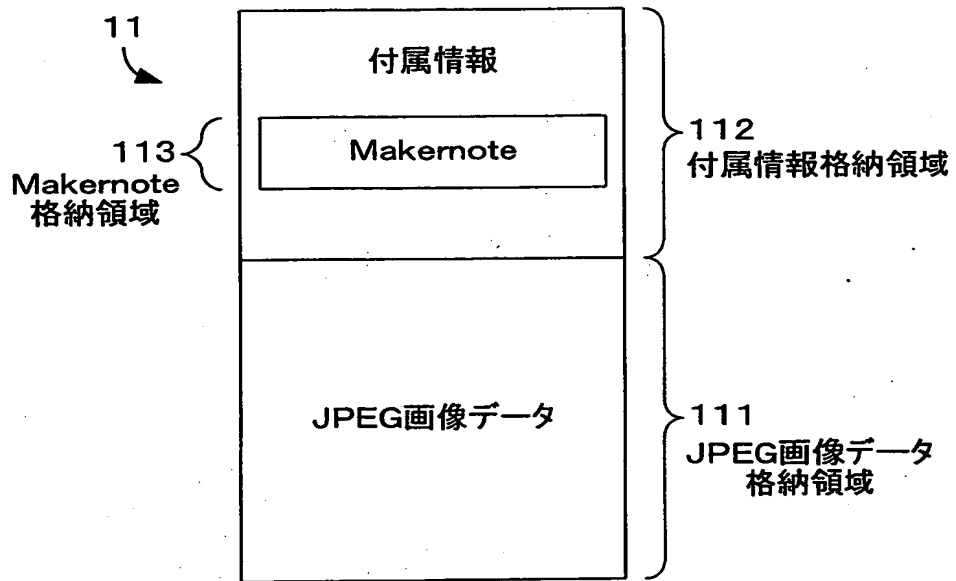 11
付属情報
Makernote
113
Makernote
格納領域
112
付属情報格納領域
JPEG画像データ
111
JPEG画像データ
格納領域